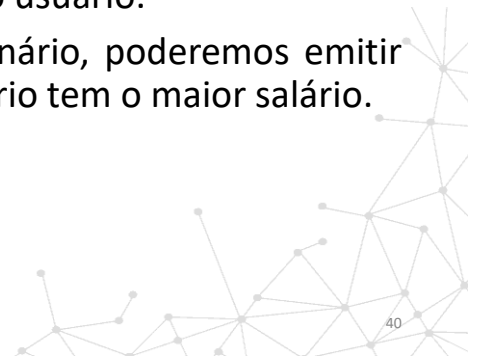 usuário.
nário, poderemos emitir
rio tem o maior salário.
40